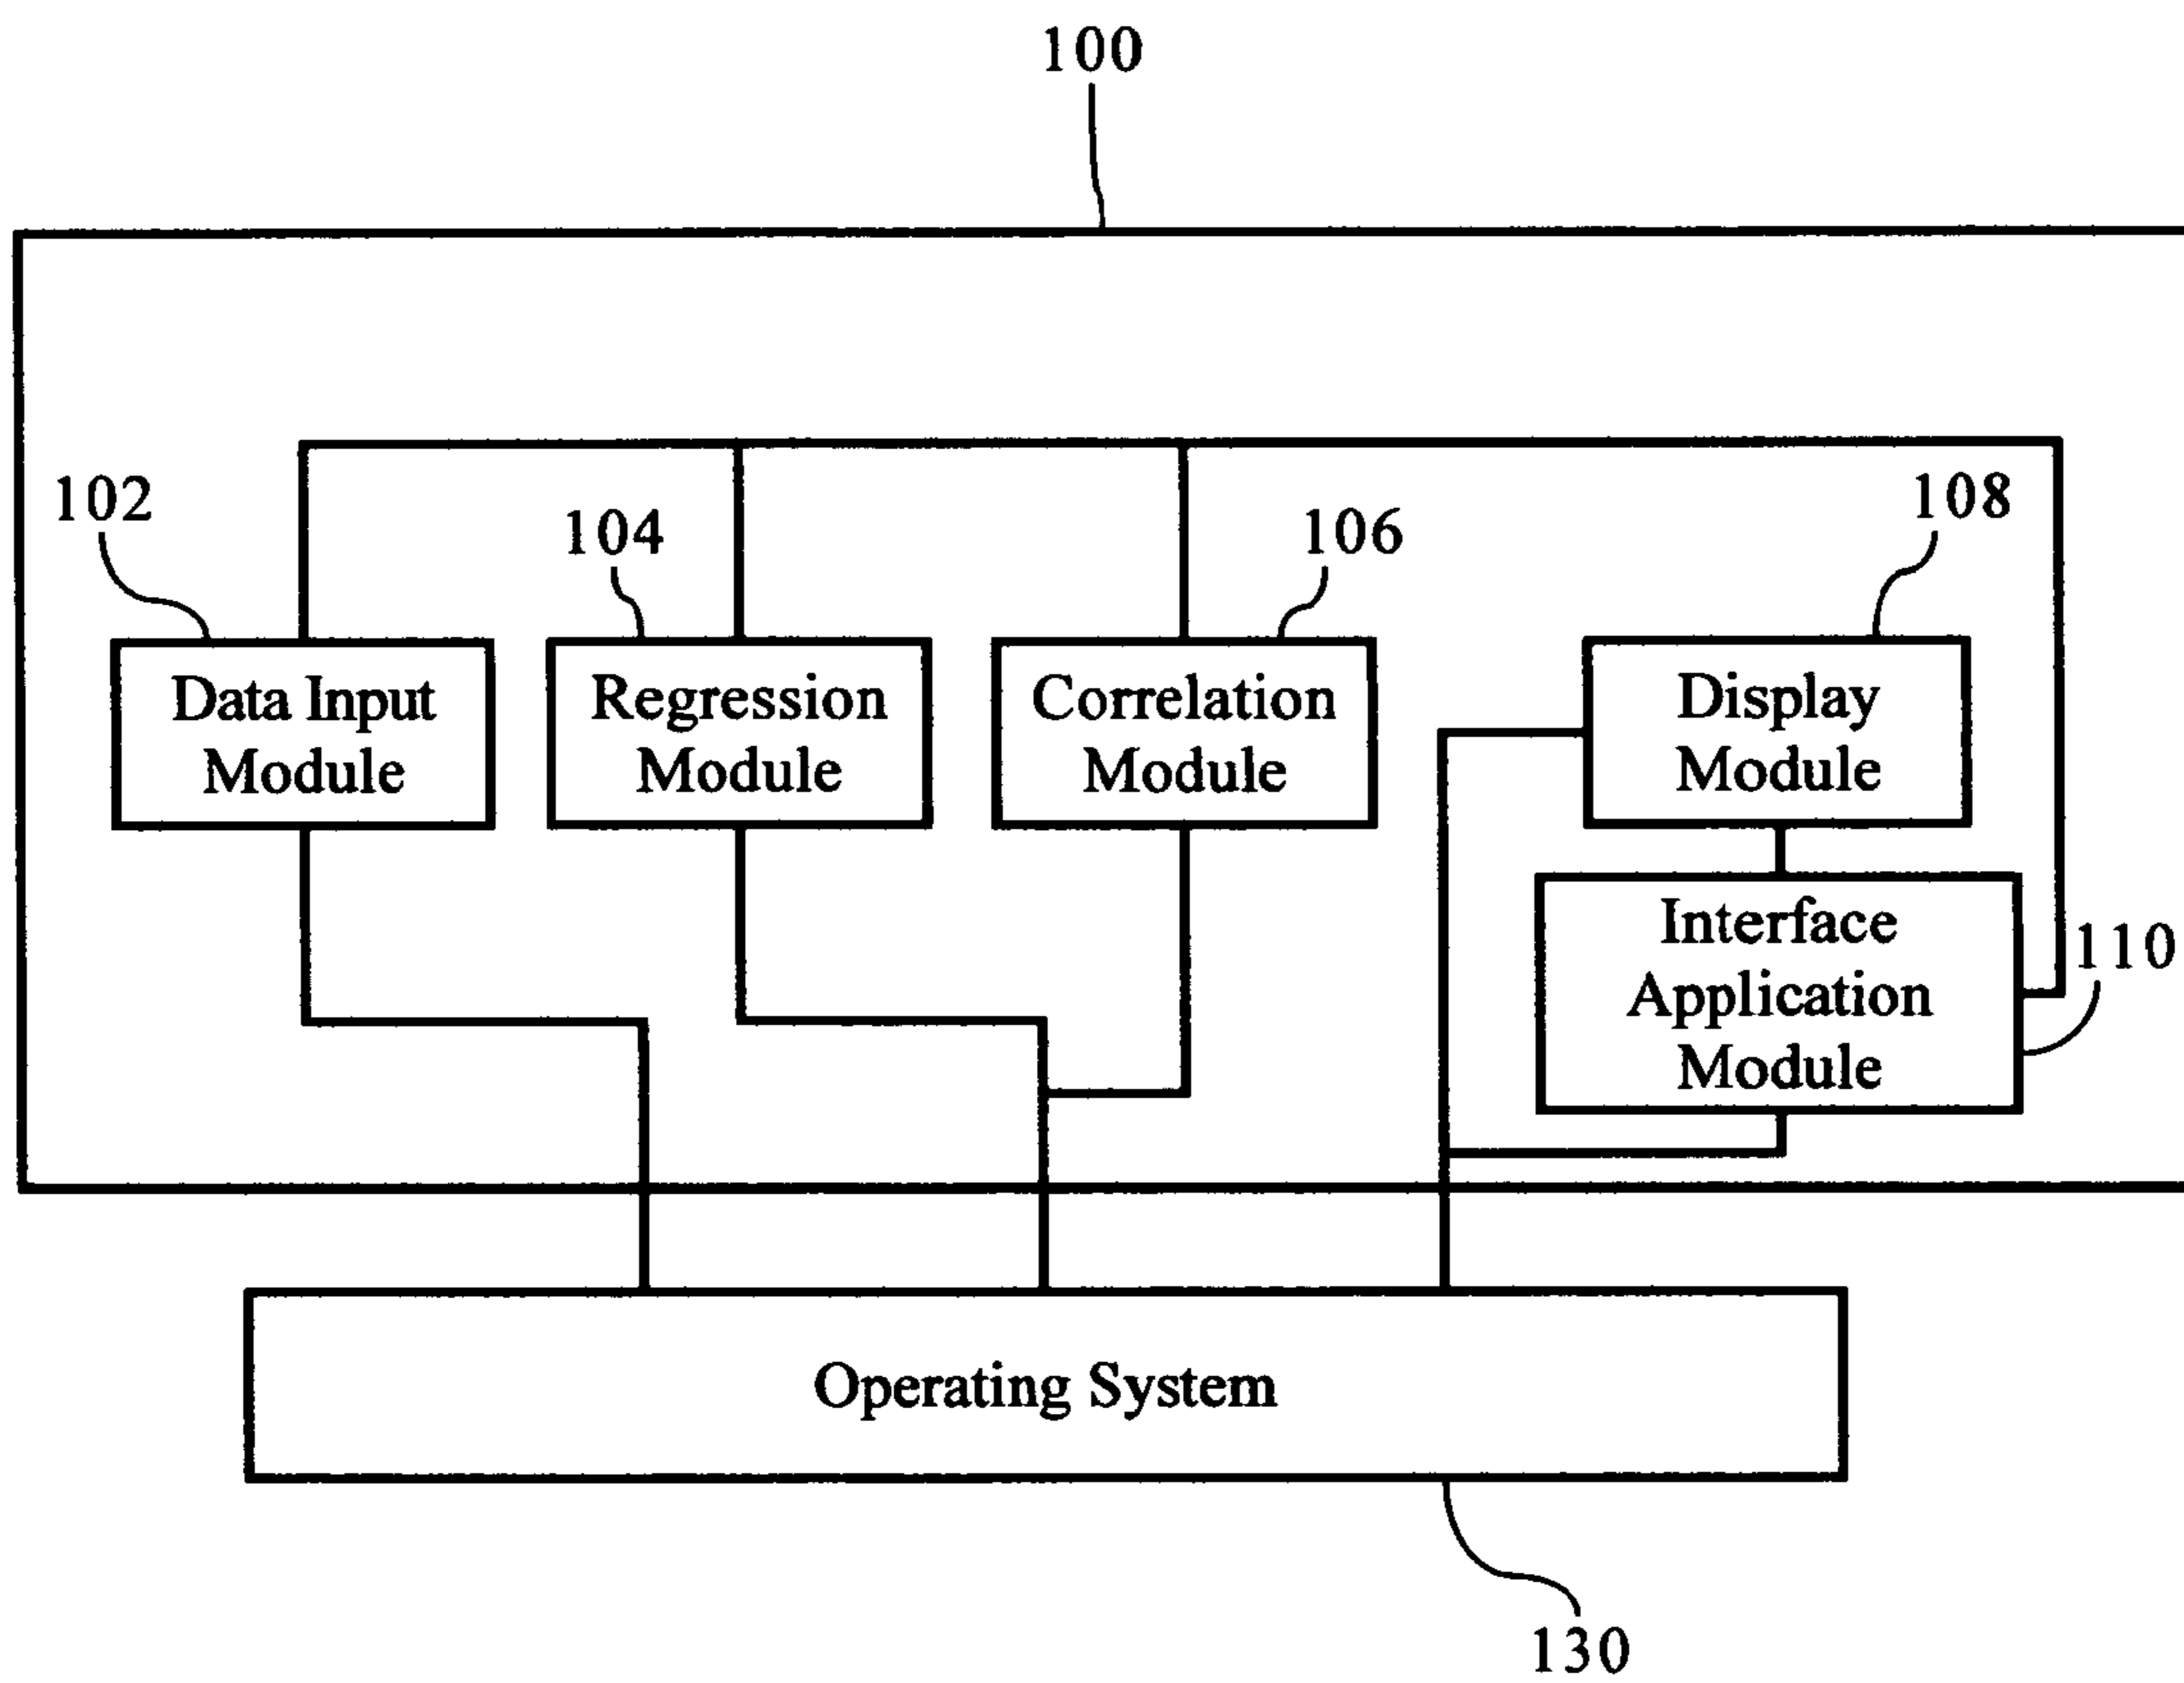 100
102
104
106
108
Data Input
Module
Regression
Module
Correlation
Module
Display
Module
Interface
Application
Module
110
Operating System
130